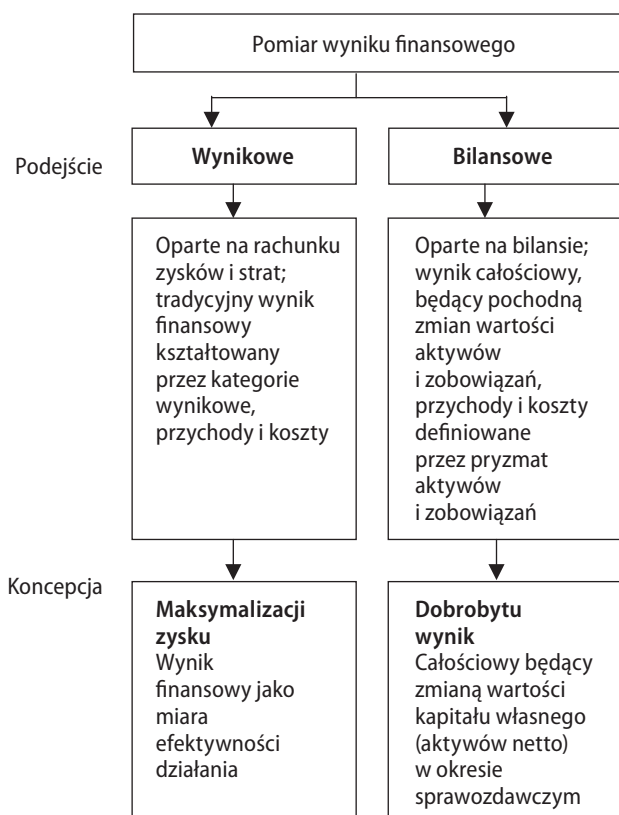 Pomiar wyniku finansowego
Podejście
Wynikowe
Bilansowe
Oparte na rachunku
zysków i strat;
tradycyjny wynik
finansowy
kształtowany
przez kategorie
wynikowe,
przychody i koszty
Oparte na bilansie;
wynik całościowy,
będący pochodną
zmian wartości
aktywów
i zobowiązań,
przychody i koszty
definiowane
przez pryzmat
aktywów
i zobowiązań
Koncepcja
Maksymalizacji
zysku
Wynik
finansowy jako
miara
efektywności
działania
Dobrobytu
wynik
Całościowy będący
zmianą wartości
kapitału własnego
(aktywów netto)
w okresie
sprawozdawczym